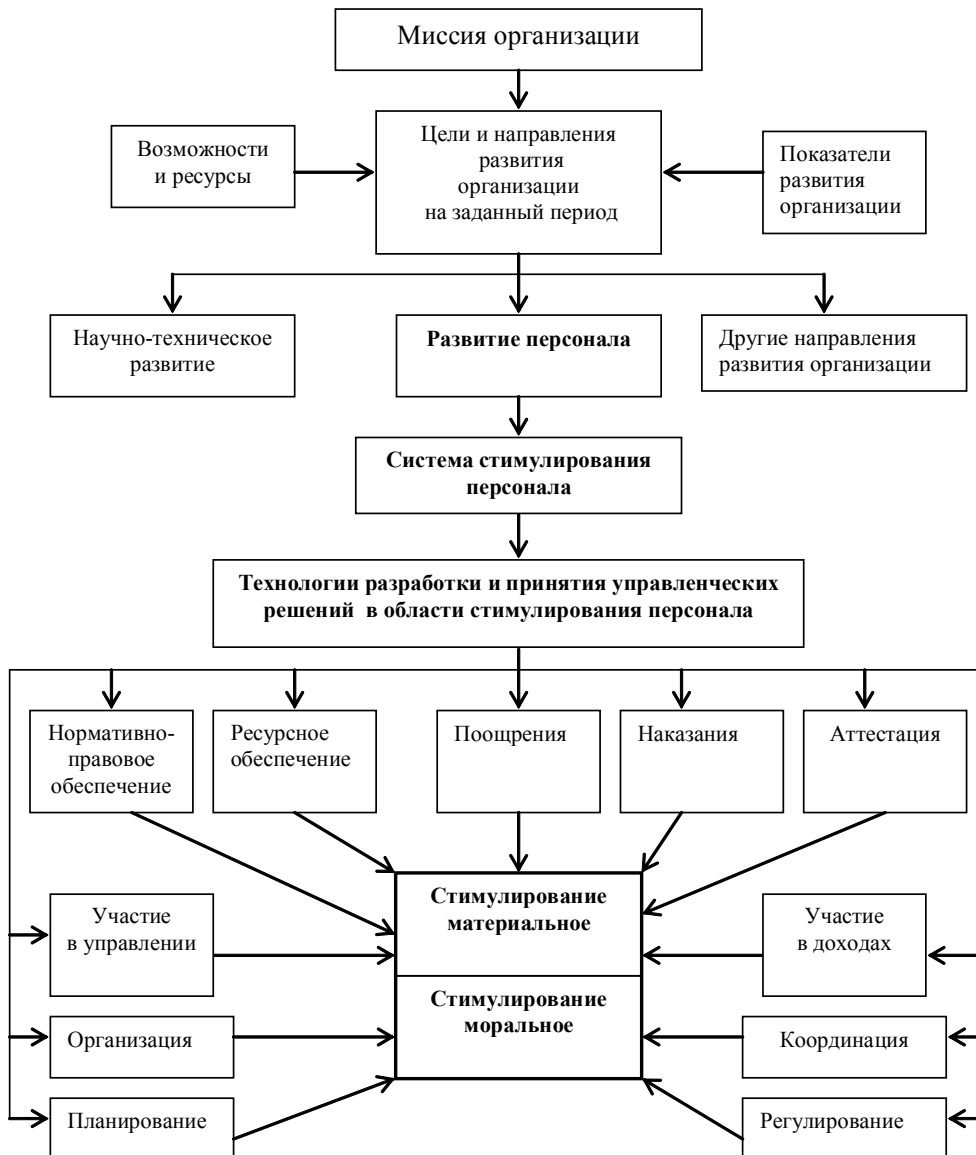 Миссия организации
Возможности
и ресурсы
Цели и направления
развития
организации
на заданный период
Показатели
развития
организации
Научно-техническое
развитие
Развитие персонала
Другие направления
развития организации
Система стимулирования
персонала
Технологии разработки и принятия управленческих
решений в области стимулирования персонала
Нормативно-
правовое
обеспечение
Ресурсное
обеспечение
Поощрения
Наказания
Аттестация
Участие
в управлении
Стимулирование
материальное
Участие
в доходах
Организация
Стимулирование
моральное
Координация
Планирование
Регулирование